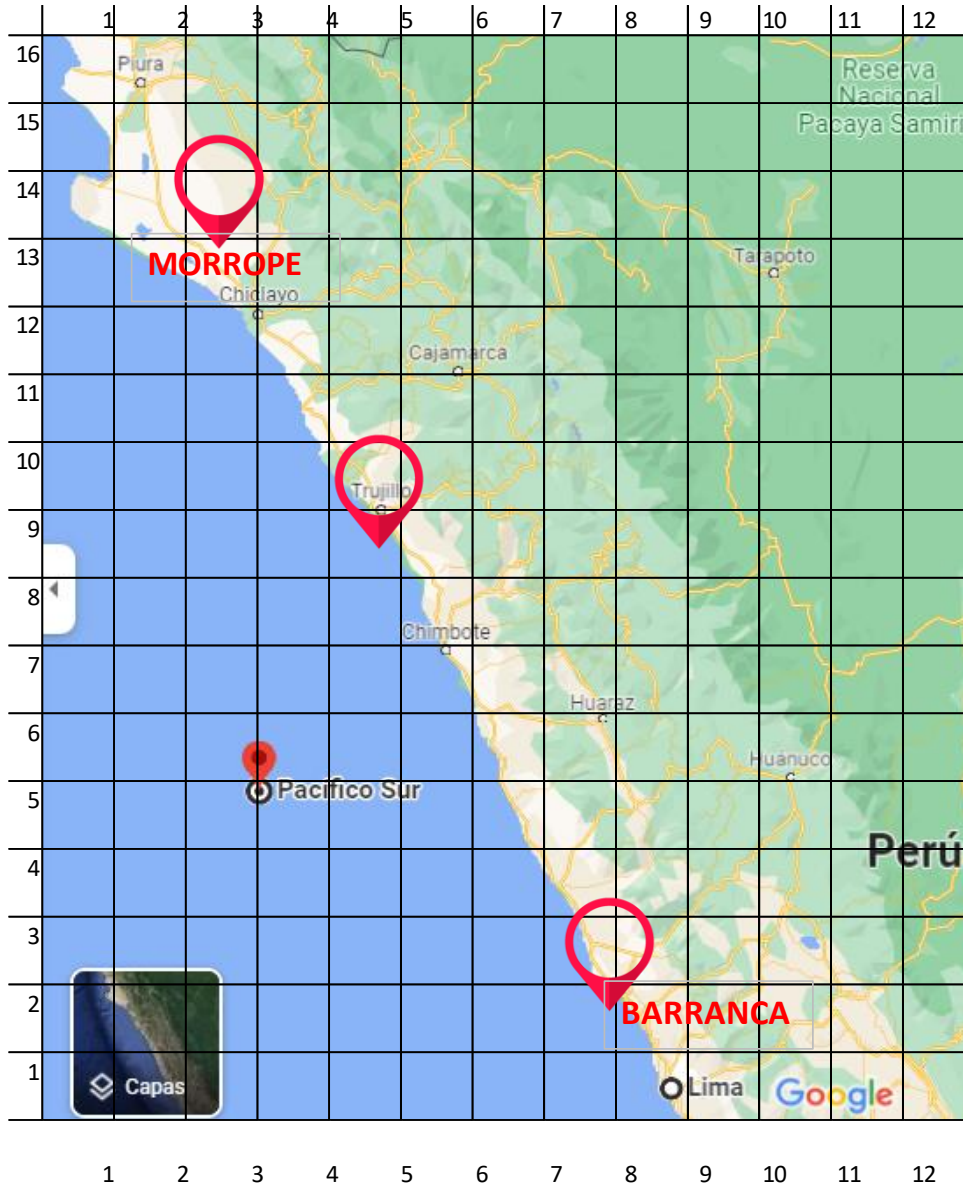 1 2 3 4 5 6 7 8 9 10 11 12
16
Piura
Reserva
Nacional
Pacaya Samiri
15
14
13
MORROPE
Tarapoto
Chiclayo
12
Cajamarca
11
10
Trujillo
9
8
Chimbote
7
Huaraz
6
Huánuco
5
Pacífico Sur
4
Perú
3
2
BARRANCA
1
Capas
Lima
Google
1 2 3 4 5 6 7 8 9 10 11 12